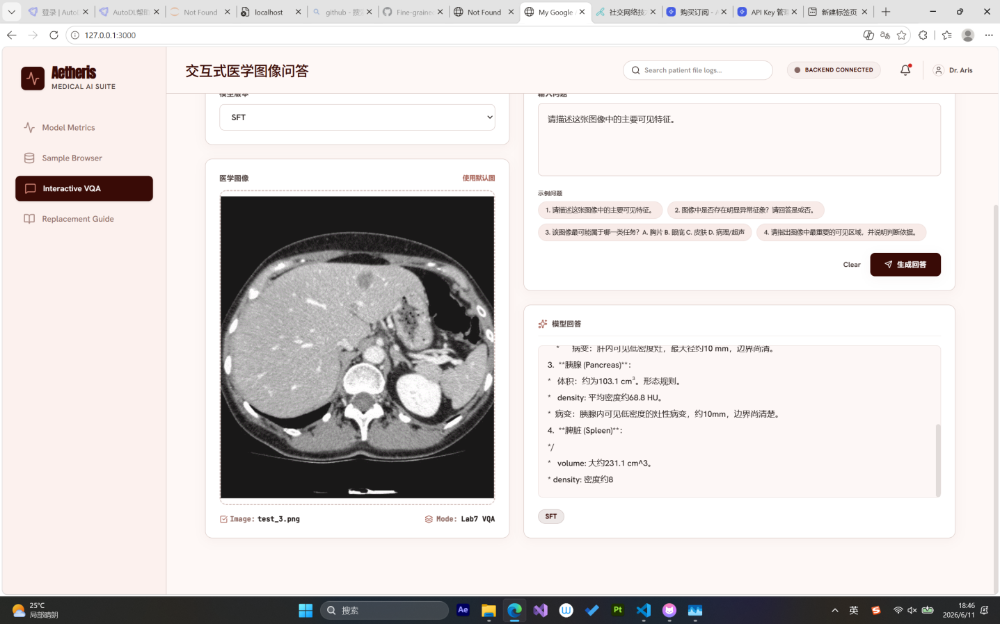 登录 | AutoD
AutoDL帮助
Not Found
localhost
github - 搜
Fine-graine
Not Found
My Google
社交网络技
购买订阅 -
API Key 管
新建标签页
127.0.0.1:3000
Aetheris
MEDICAL AI SUITE
Model Metrics
Sample Browser
Interactive VQA
Replacement Guide
交互式医学图像问答
Search patient file logs...
BACKEND CONNECTED
Dr. Aris
模型版本
SFT
医学图像
使用默认图
Image: test_3.png
Mode: Lab7 VQA
输入问题
请描述这张图像中的主要可见特征。
示例问题
1. 请描述这张图像中的主要可见特征。
2. 图像中是否存在明显异常征象？请回答是或否。
3. 该图像最可能属于哪一类任务？A. 胸片 B. 眼底 C. 皮肤 D. 病理/超声
4. 请指出图像中最重要的可见区域，并说明判断依据。
Clear
生成回答
模型回答
* 病变：肝内可见低密度灶，最大径约10 mm，边界尚清。
3. **胰腺 (Pancreas)**:
* 体积：约为103.1 cm³。形态规则。
* density: 平均密度约68.8 HU。
* 病变：胰腺内可见低密度的灶性病变，约10mm，边界尚清楚。
4. **脾脏 (Spleen)**:
*/
* volume: 大约231.1 cm^3。
* density: 密度约8
SFT
25°C
局部晴朗
搜索
Ae
Pt
英
18:46
2026/6/11